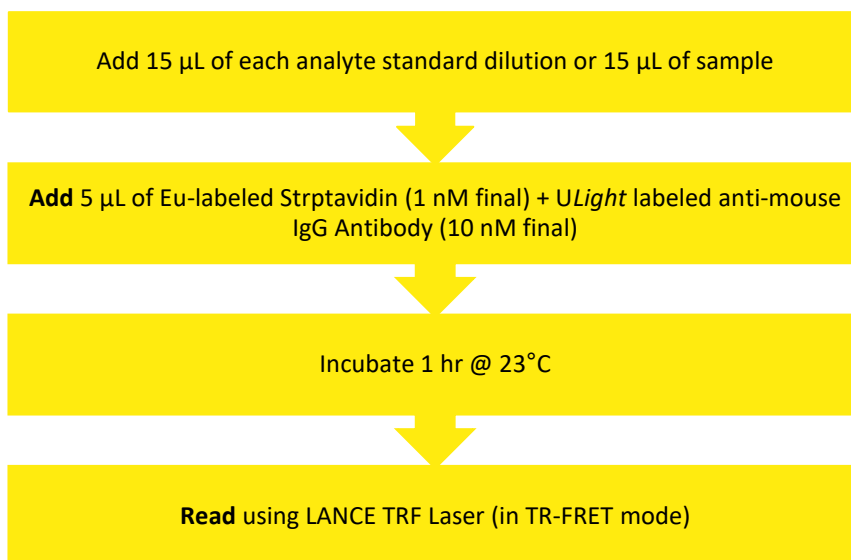 Add 15 µL of each analyte standard dilution or 15 µL of sample
Add 5 µL of Eu-labeled Strptavidin (1 nM final) + ULight labeled anti-mouse
IgG Antibody (10 nM final)
Incubate 1 hr @ 23°C
Read using LANCE TRF Laser (in TR-FRET mode)